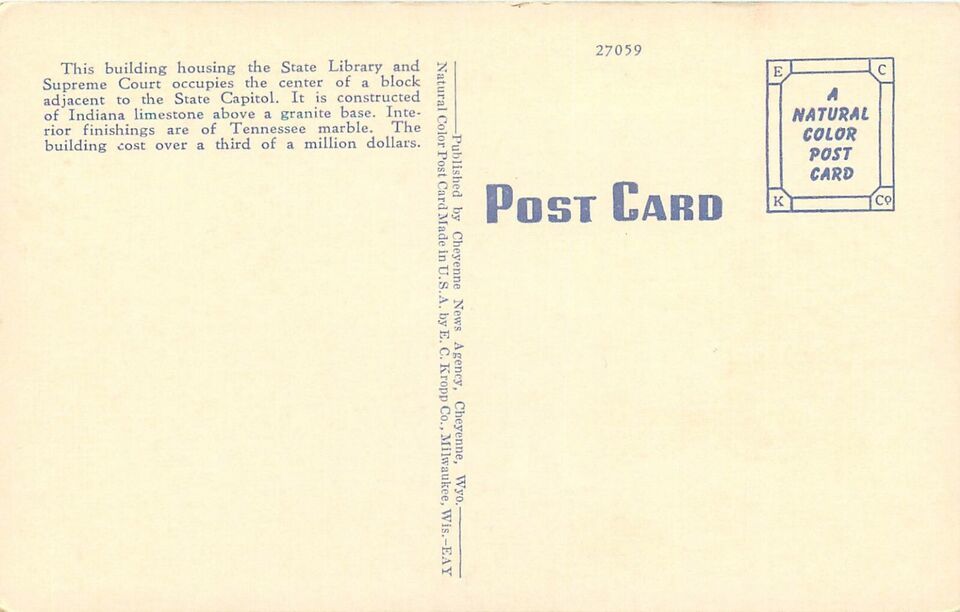 27059
This building housing the State Library and
Supreme Court occupies the center of a block
adjacent to the State Capitol. It is constructed
of Indiana limestone above a granite base. Inte-
rior finishings are of Tennessee marble. The
building cost over a third of a million dollars.
Published by Cheyenne News Agency, Cheyenne, Wyo.
Natural Color Post Card Made in U.S.A. by E. C. Kropp Co., Milwaukee, Wis.-EAY
POST CARD
E C
A
NATURAL
COLOR
POST
CARD
K Co